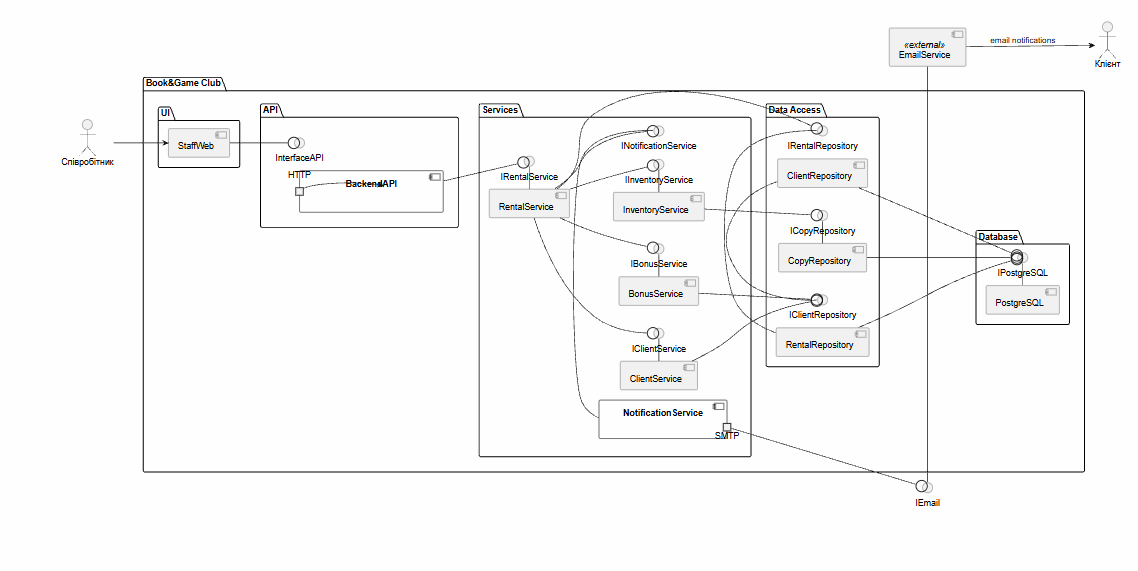 «external»
EmailService
email notifications
Клієнт
Book&Game Club
UI
StaffWeb
Співробітник
API
InterfaceAPI
HTTP
BackendAPI
Services
INotificationService
IRentalService
RentalService
IInventoryService
InventoryService
IBonusService
BonusService
IClientService
ClientService
NotificationService
SMTP
Data Access
IRentalRepository
ClientRepository
ICopyRepository
CopyRepository
IClientRepository
RentalRepository
Database
IPostgreSQL
PostgreSQL
IEmail